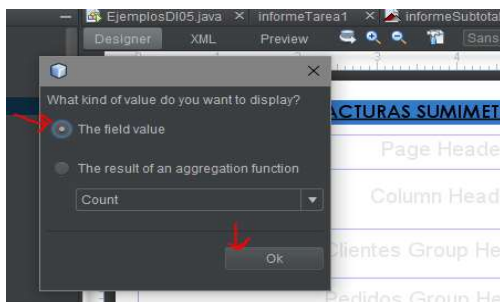 EjemplosDI05.java × informeTarea1 × informeSubtota
Designer XML Preview Sans
What kind of value do you want to display?
ACTURAS SUMIMET
The field value
Page Heade
The result of an aggregation function
Count
Column Head
Ok
Clientes Group He
Pedidos Group He